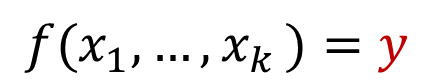 f(x₁, …, xₖ) = y